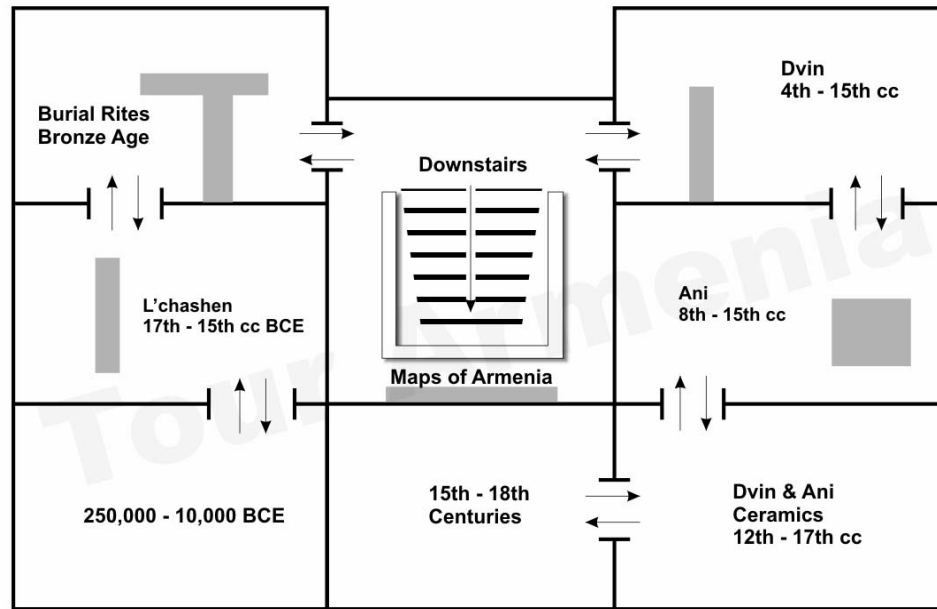 Dvin
4th - 15th cc
Burial Rites
Bronze Age
Downstairs
L'chashen
17th - 15th cc BCE
Ani
8th - 15th cc
Maps of Armenia
250,000 - 10,000 BCE
15th - 18th
Centuries
Dvin & Ani
Ceramics
12th - 17th cc
Tour Armenia